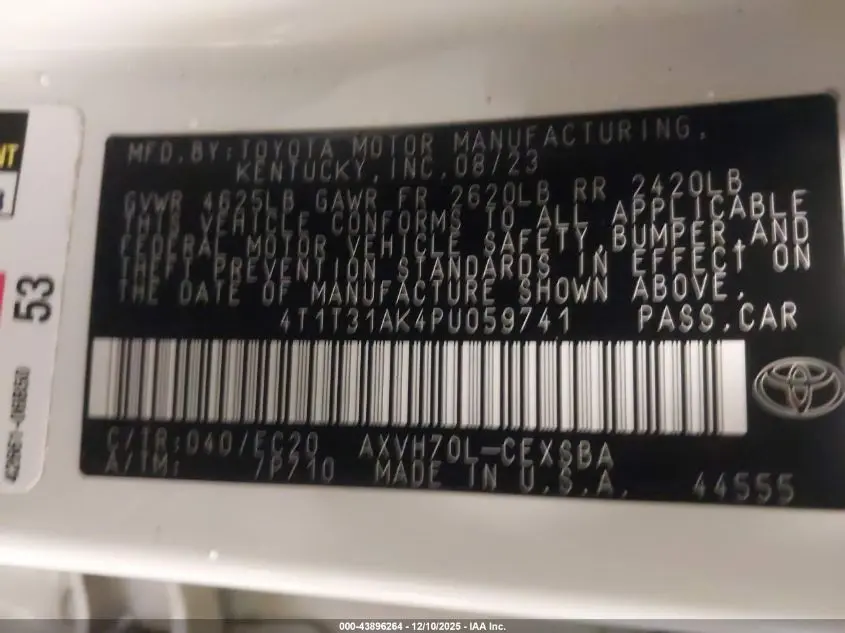 MFD. BY: TOYOTA MOTOR MANUFACTURING,
KENTUCKY, INC. 08/23
GVWR 4625LB GAWR FR 2620LB RR 2420LB
THIS VEHICLE CONFORMS TO ALL APPLICABLE
FEDERAL MOTOR VEHICLE SAFETY, BUMPER, AND
THEFT PREVENTION STANDARDS IN EFFECT ON
THE DATE OF MANUFACTURE SHOWN ABOVE.
4T1T31AK4PU059741 PASS. CAR
C/TR: 040/EC20 AXVH70L-CEXSBA
A/TM: 7P710 MADE IN U.S.A. 44555
53
000-43896264 - 12/10/2025 - IAA Inc.